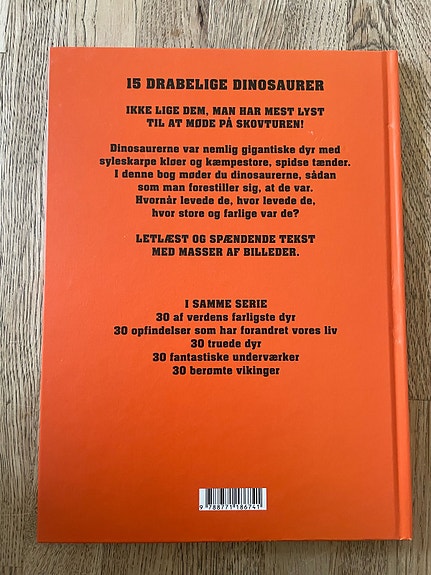 15 DRABELIGE DINOSAURER
IKKE LIGE DEM, MAN HAR MEST LYST
TIL AT MØDE PÅ SKOVTUREN!
Dinosaurerne var nemlig gigantiske dyr med
syleskarpe kløer og kæmpestore, spidse tænder.
I denne bog møder du dinosaurerne, sådan
som man forestiller sig, at de var.
Hvornår levede de, hvor levede de,
hvor store og farlige var de?
LETLÆST OG SPÆNDENDE TEKST
MED MASSER AF BILLEDER.
I SAMME SERIE
30 af verdens farligste dyr
30 opfindelser som har forandret vores liv
30 truede dyr
30 fantastiske underværker
30 berømte vikinger
9 788771 186741